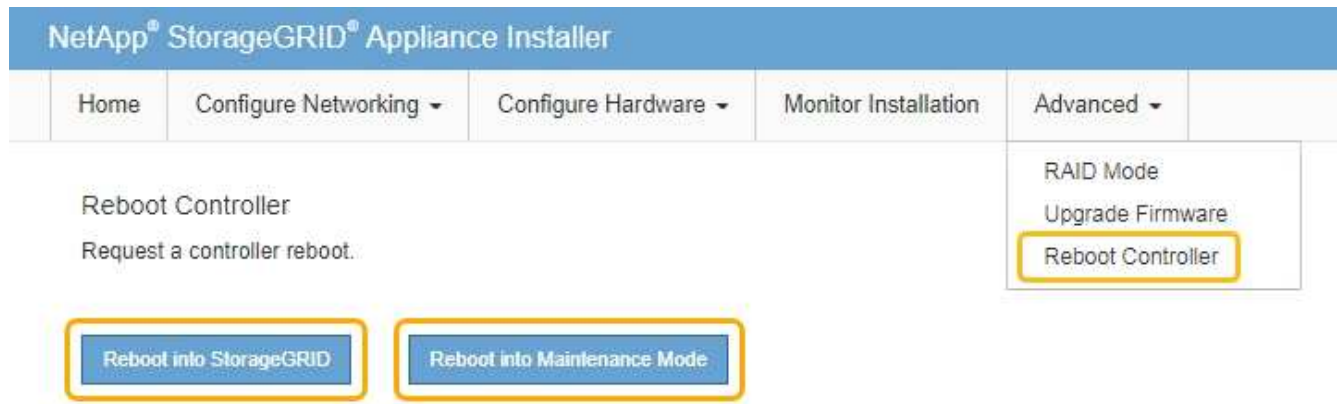 NetApp® StorageGRID® Appliance Installer
Home Configure Networking Configure Hardware Monitor Installation Advanced
RAID Mode
Upgrade Firmware
Reboot Controller
Reboot Controller
Request a controller reboot.
Reboot into StorageGRID Reboot into Maintenance Mode